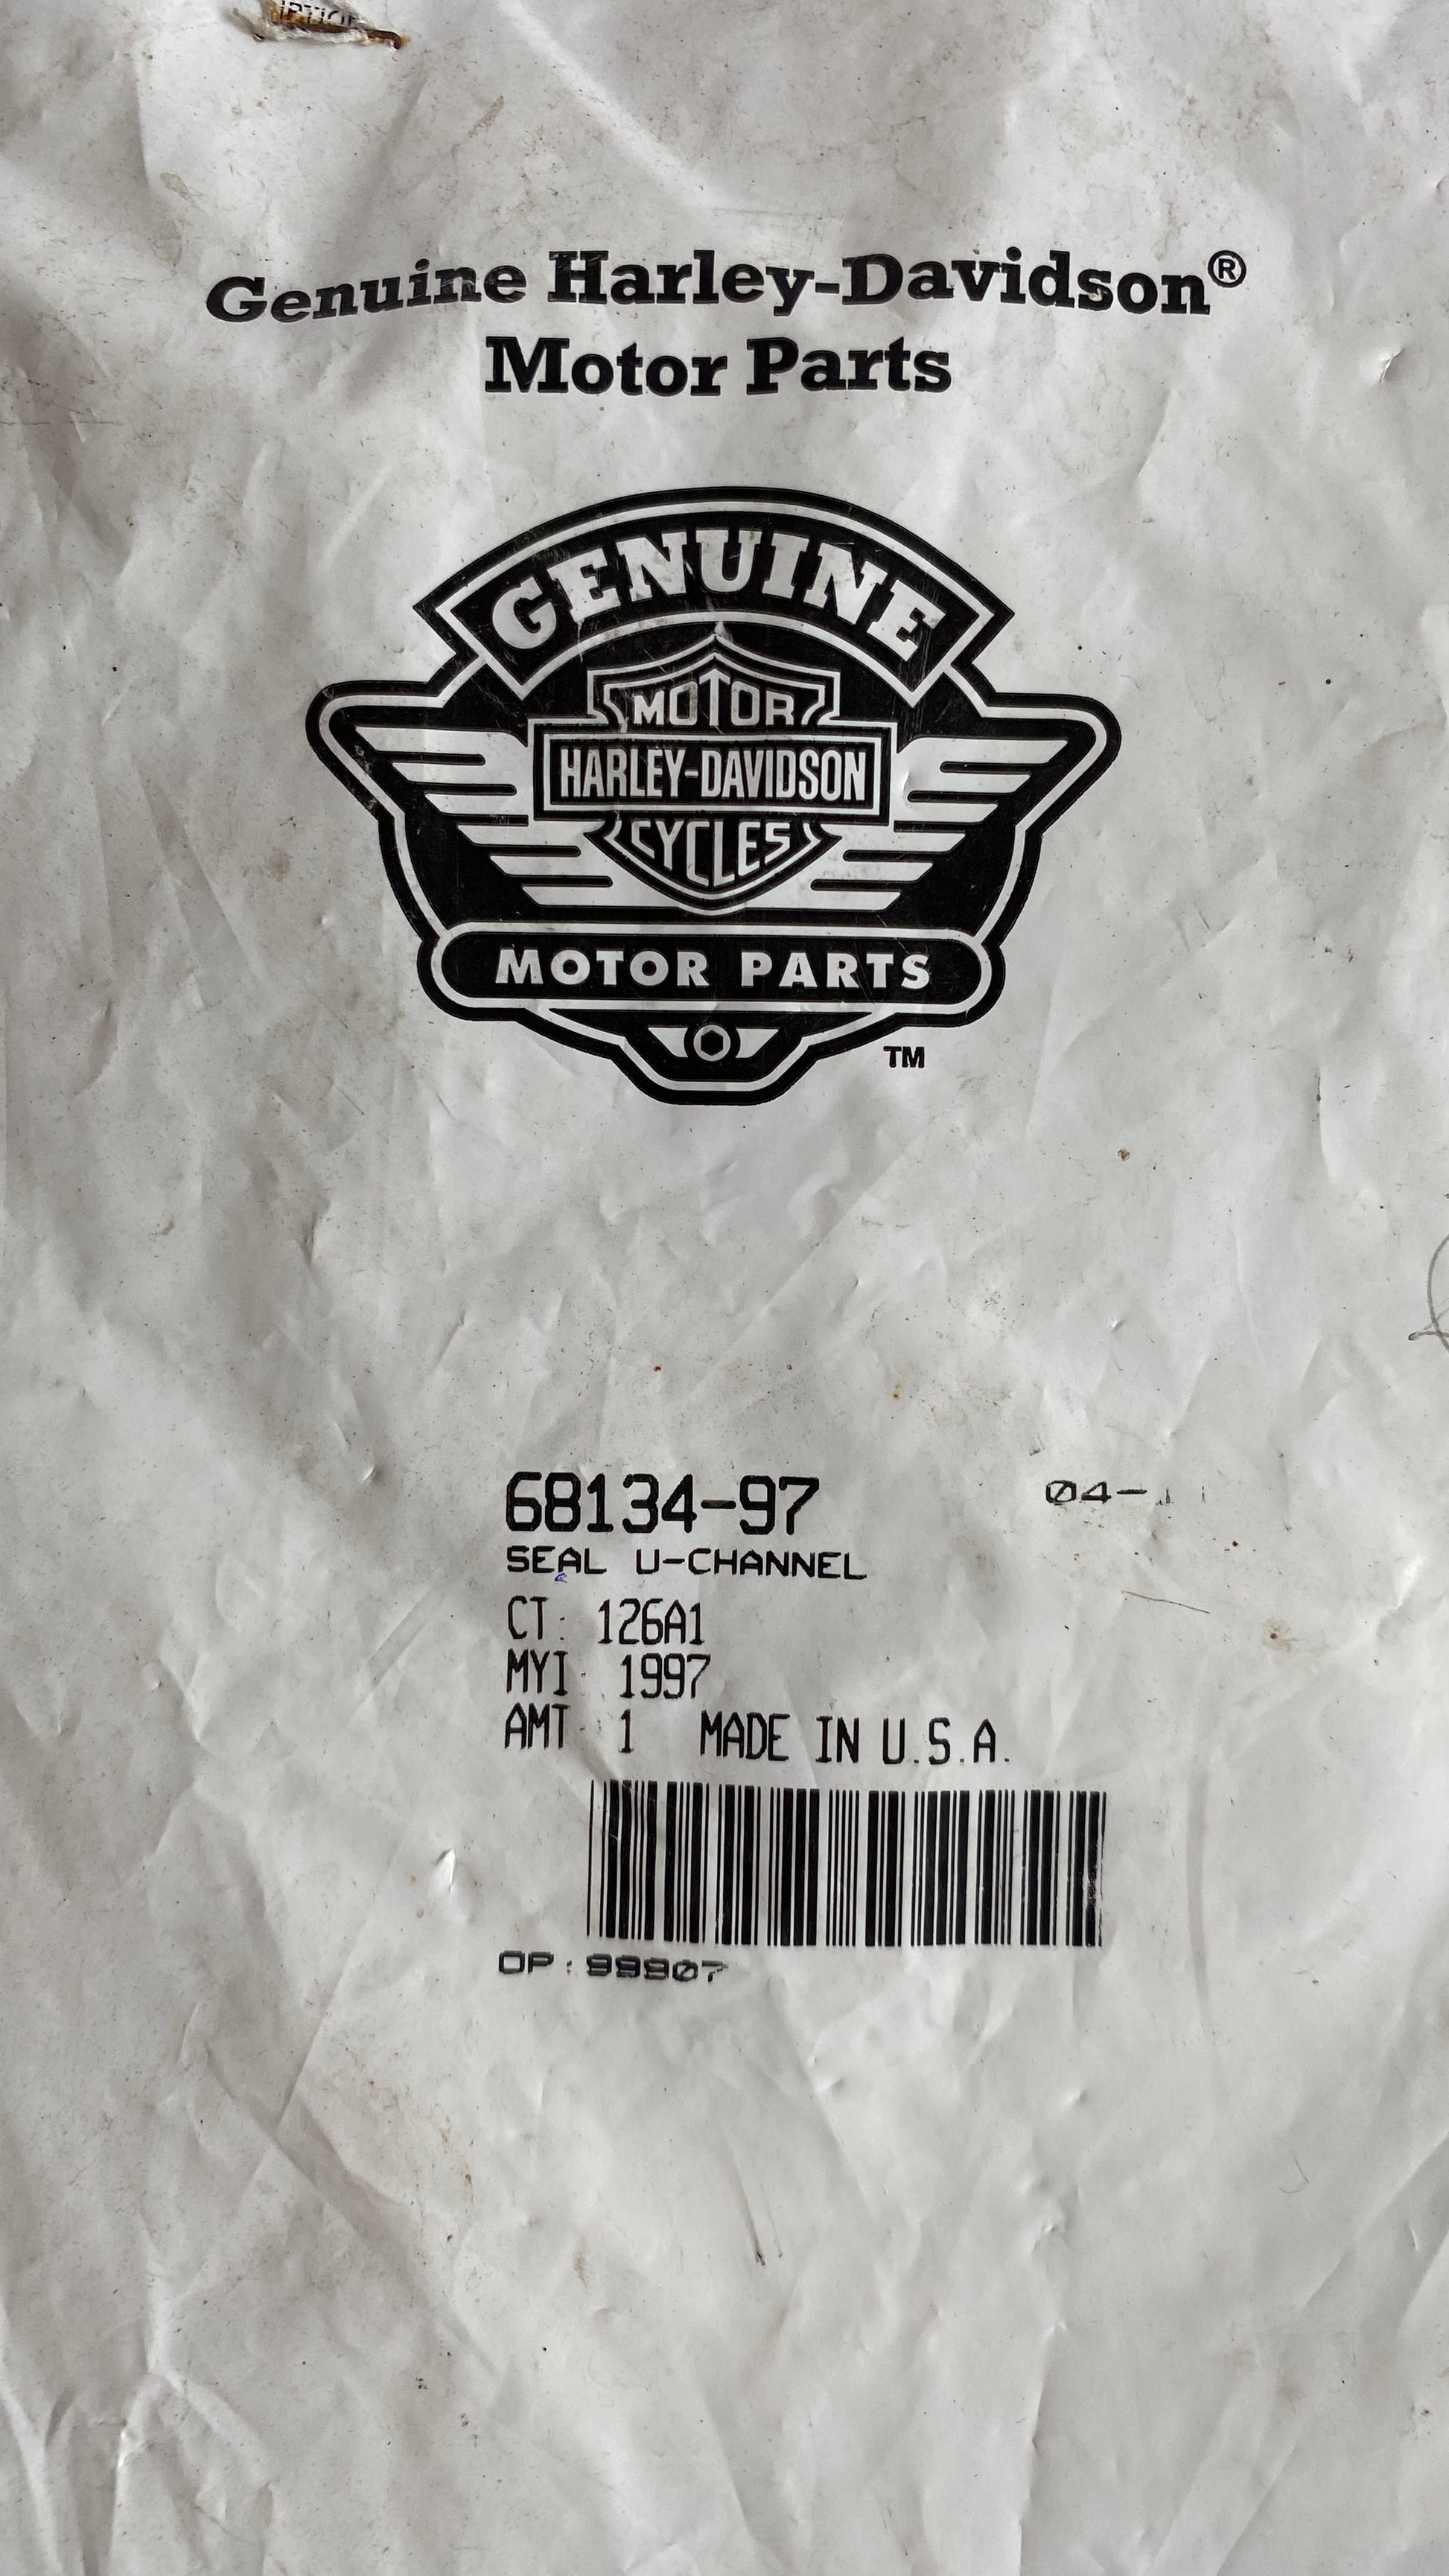 Genuine Harley-Davidson®
Motor Parts
GENUINE
MOTOR
HARLEY-DAVIDSON
CYCLES
MOTOR PARTS
TM
68134-97 04-
SEAL U-CHANNEL
CT: 126A1
MYI: 1997
AMT: 1 MADE IN U.S.A.
OP:99907